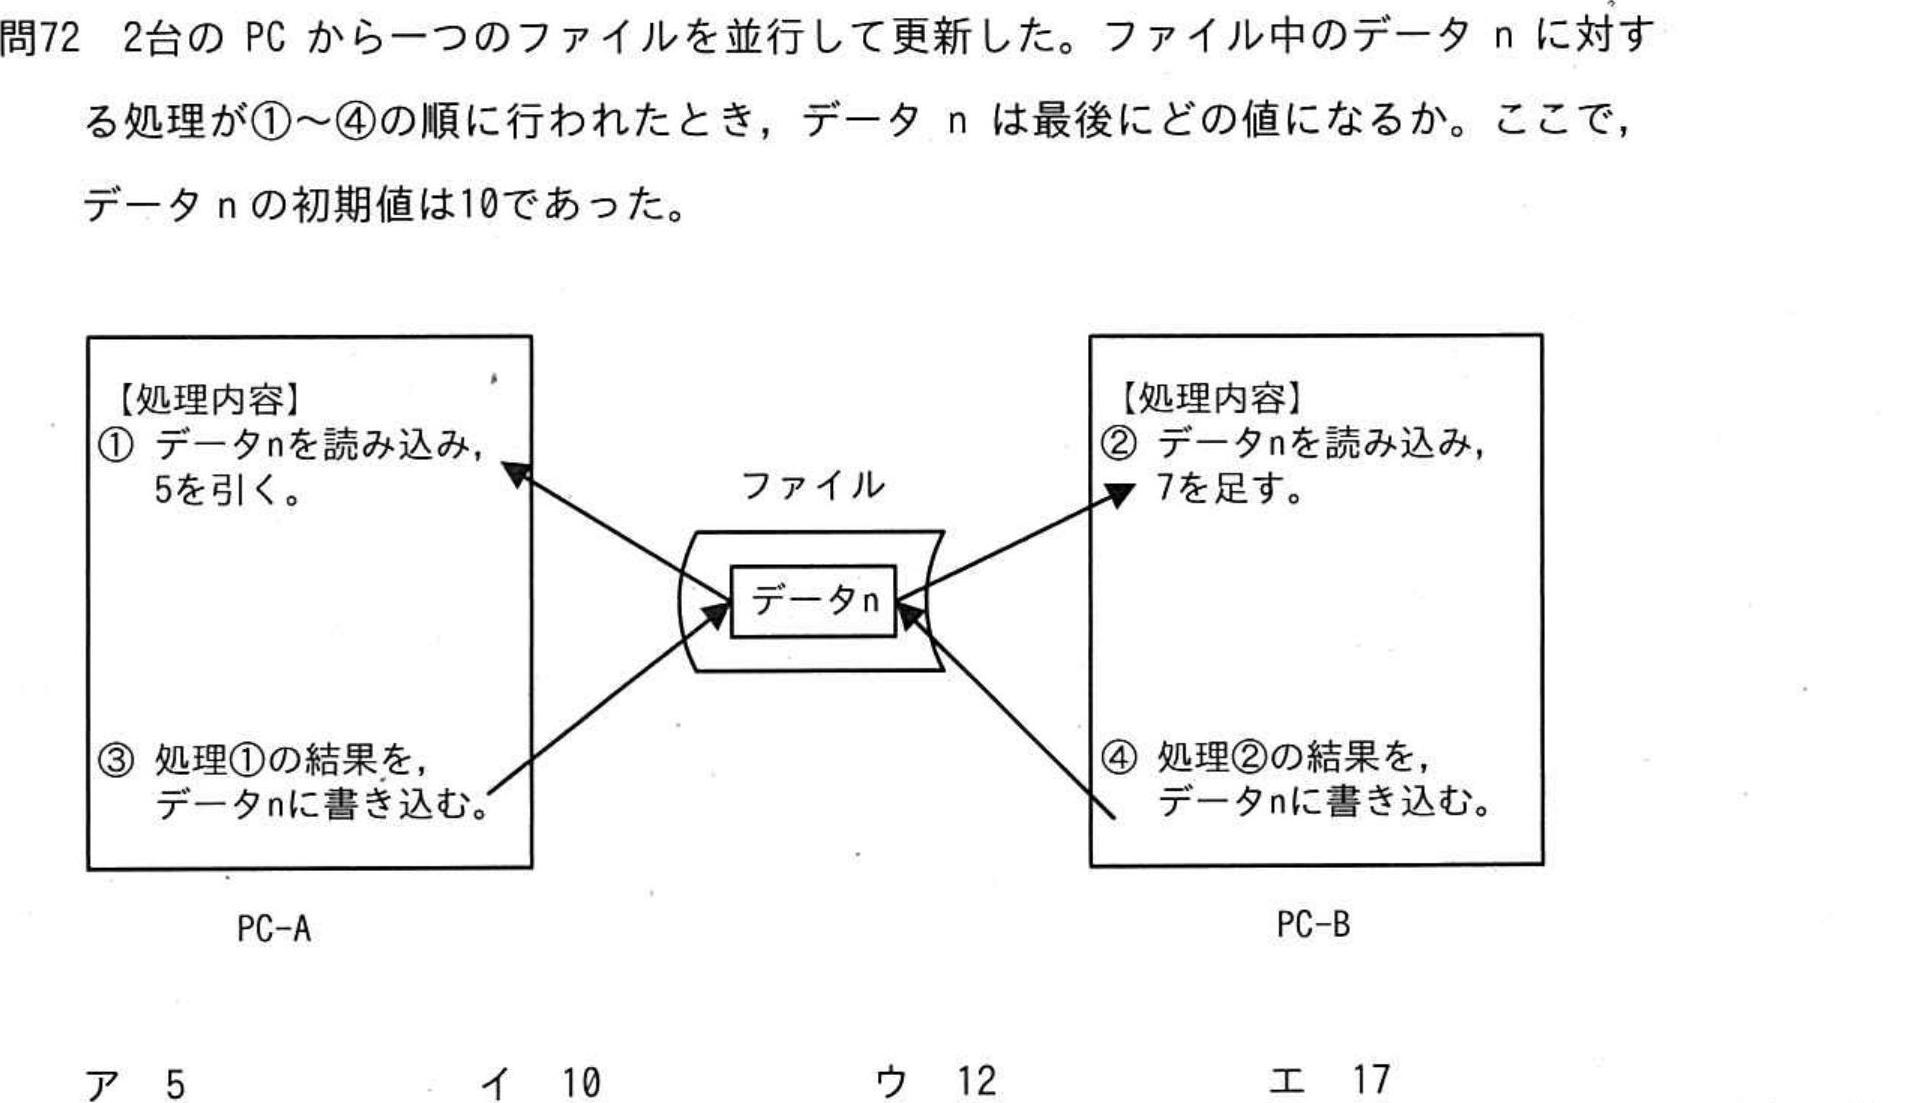 問72　2台の PC から一つのファイルを並行して更新した。ファイル中のデータ n に対す
る処理が①～④の順に行われたとき，データ n は最後にどの値になるか。ここで，
データ n の初期値は10であった。
【処理内容】
① データnを読み込み，
5を引く。
③ 処理①の結果を，
データnに書き込む。
PC-A
ファイル
データn
【処理内容】
② データnを読み込み，
7を足す。
④ 処理②の結果を，
データnに書き込む。
PC-B
ア　5　イ　10　ウ　12　エ　17